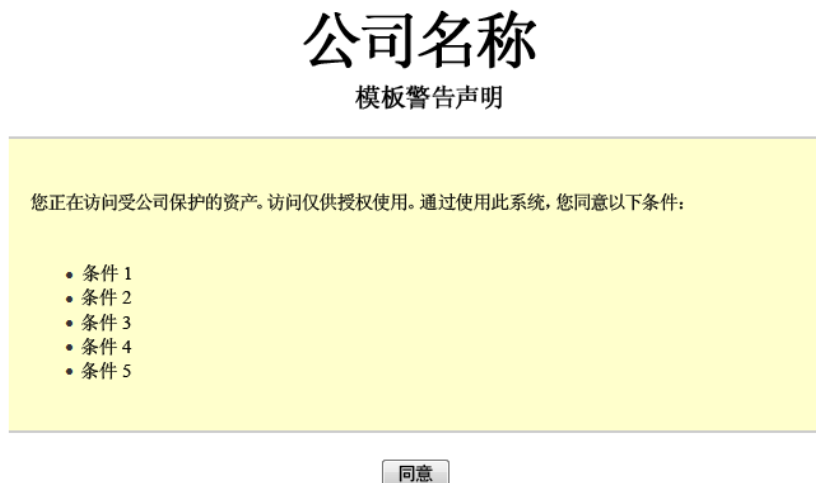 公司名称
模板警告声明
您正在访问受公司保护的资产。访问仅供授权使用。通过使用此系统,您同意以下条件:
• 条件 1
• 条件 2
• 条件 3
• 条件 4
• 条件 5
同意